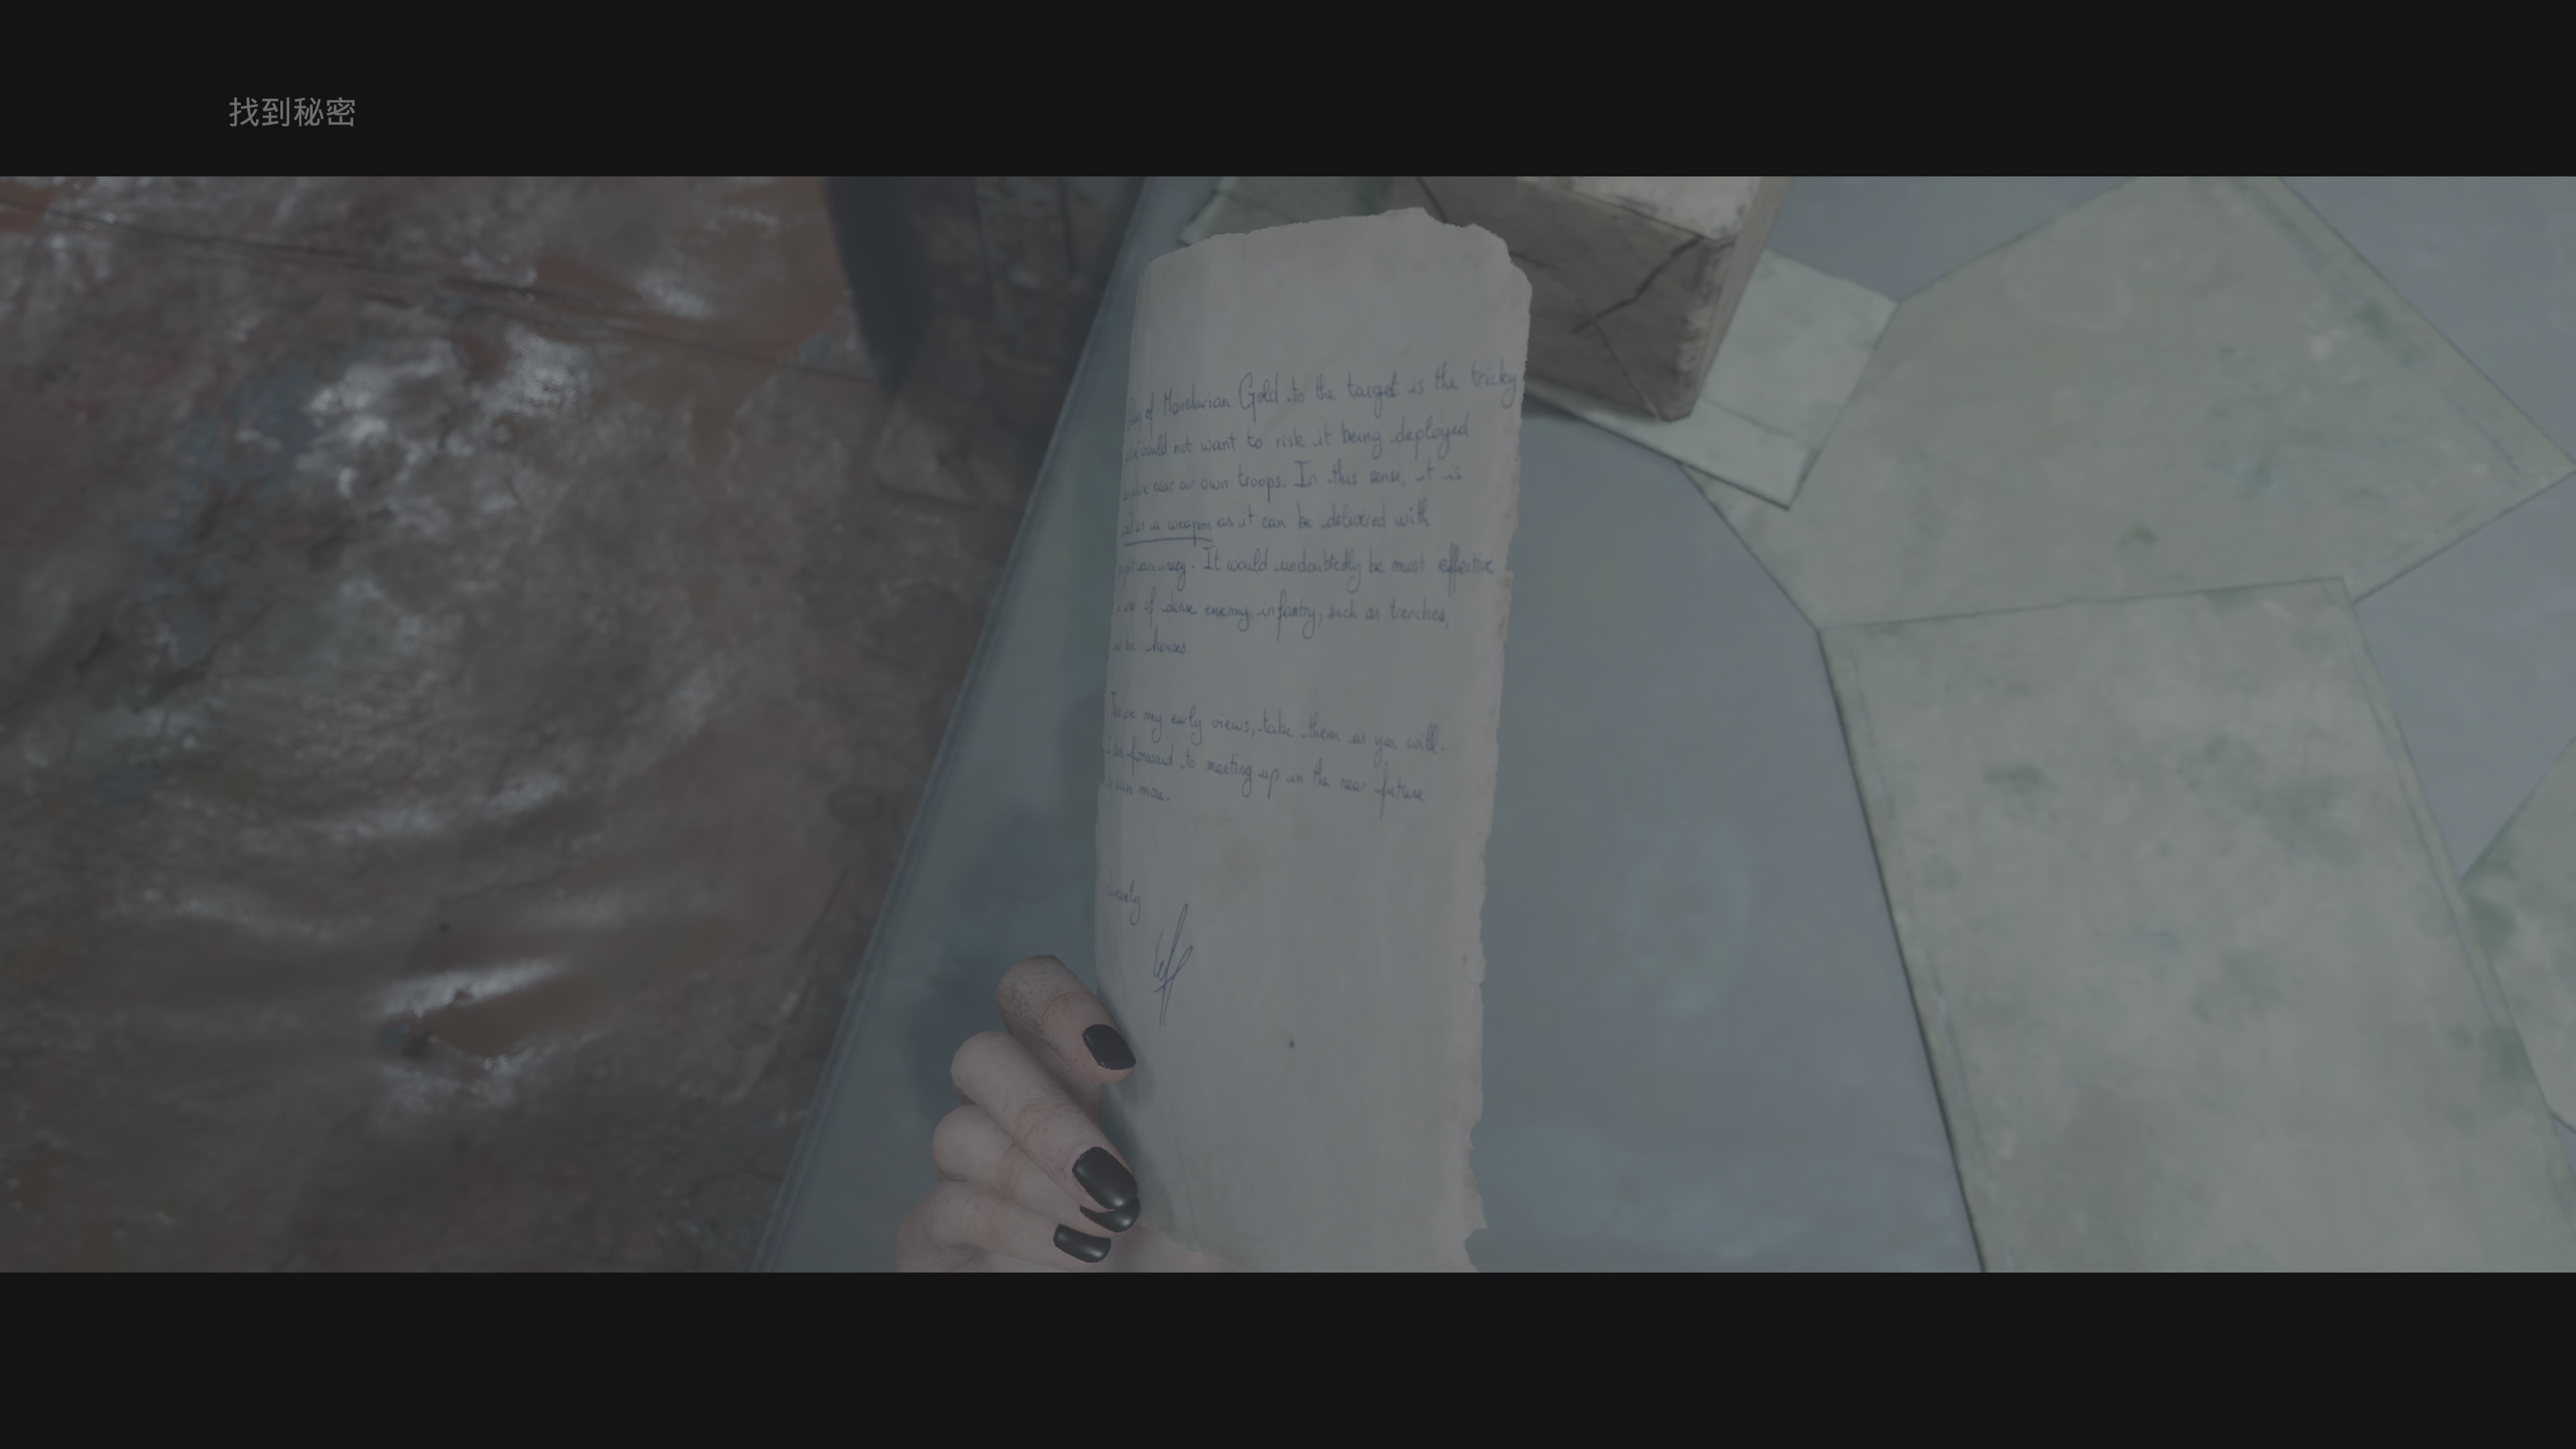 找到秘密
of Manchurian Gold to the target is the tricky
would not want to risk it being deployed
near our own troops. In this sense, it is
as a weapon as it can be delivered with
accuracy. It would undoubtedly be most effective
of dense enemy infantry, such as trenches,
houses.
my early views, take them as you will.
forward to meeting up in the near future
more.